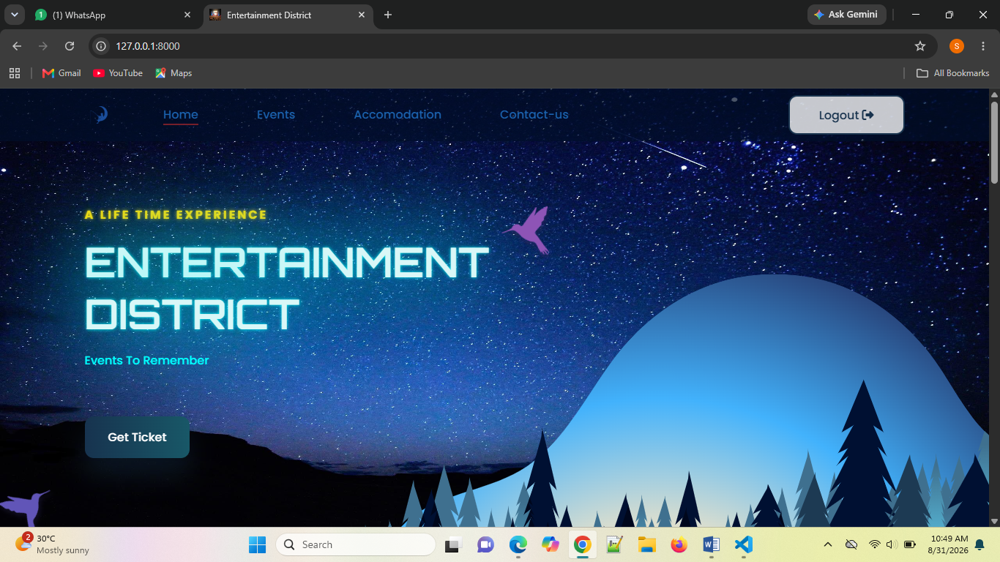 1 (1) WhatsApp
Entertainment District
Ask Gemini
127.0.0.1:8000
S
Gmail YouTube Maps All Bookmarks
Home Events Accomodation Contact-us Logout
A LIFE TIME EXPERIENCE
ENTERTAINMENT
DISTRICT
Events To Remember
Get Ticket
2 30°C
Mostly sunny
Search
10:49 AM
8/31/2026